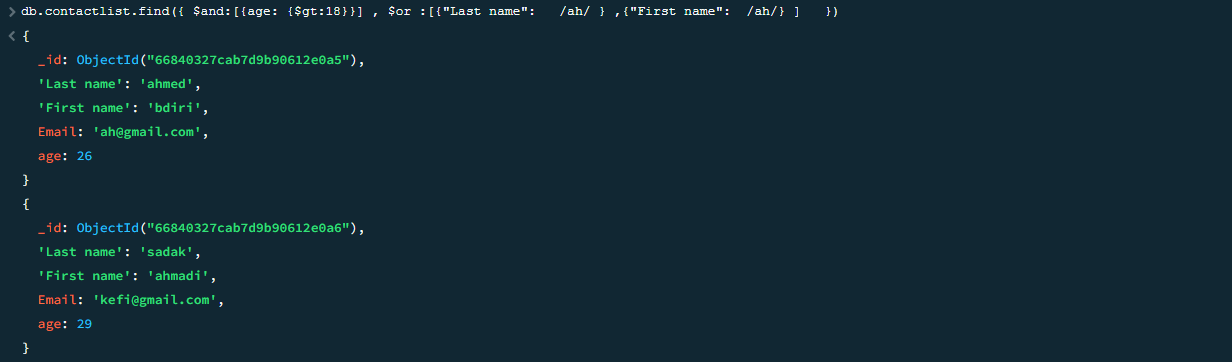 > db.contactlist.find({ $and:[{age: {$gt:18}}] , $or :[{"Last name":   /ah/ } ,{"First name":  /ah/} ]   })
< {
_id: ObjectId("66840327cab7d9b90612e0a5"),
'Last name': 'ahmed',
'First name': 'bdiri',
Email: 'ah@gmail.com',
age: 26
}
{
_id: ObjectId("66840327cab7d9b90612e0a6"),
'Last name': 'sadak',
'First name': 'ahmadi',
Email: 'kefi@gmail.com',
age: 29
}